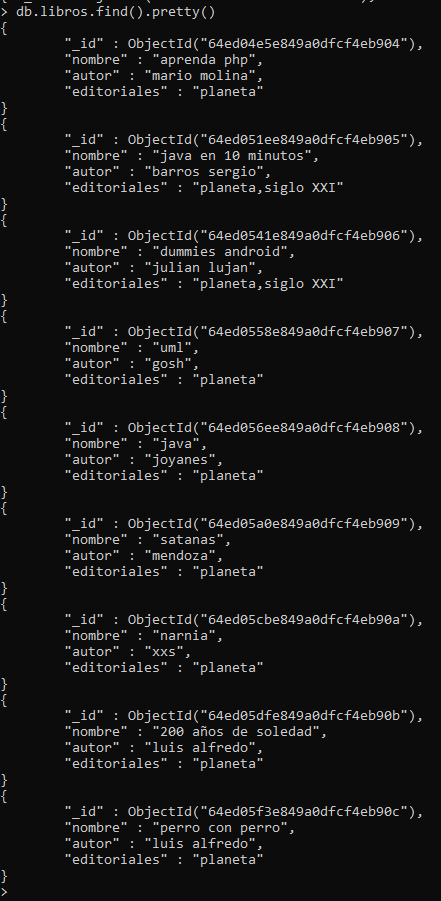 > db.libros.find().pretty()
{
"_id" : ObjectId("64ed04e5e849a0dfcf4eb904"),
"nombre" : "aprenda php",
"autor" : "mario molina",
"editoriales" : "planeta"
}
{
"_id" : ObjectId("64ed051ee849a0dfcf4eb905"),
"nombre" : "java en 10 minutos",
"autor" : "barros sergio",
"editoriales" : "planeta,siglo XXI"
}
{
"_id" : ObjectId("64ed0541e849a0dfcf4eb906"),
"nombre" : "dummies android",
"autor" : "julian lujan",
"editoriales" : "planeta,siglo XXI"
}
{
"_id" : ObjectId("64ed0558e849a0dfcf4eb907"),
"nombre" : "uml",
"autor" : "gosh",
"editoriales" : "planeta"
}
{
"_id" : ObjectId("64ed056ee849a0dfcf4eb908"),
"nombre" : "java",
"autor" : "joyanes",
"editoriales" : "planeta"
}
{
"_id" : ObjectId("64ed05a0e849a0dfcf4eb909"),
"nombre" : "satanas",
"autor" : "mendoza",
"editoriales" : "planeta"
}
{
"_id" : ObjectId("64ed05cbe849a0dfcf4eb90a"),
"nombre" : "narnia",
"autor" : "xxs",
"editoriales" : "planeta"
}
{
"_id" : ObjectId("64ed05dfe849a0dfcf4eb90b"),
"nombre" : "200 años de soledad",
"autor" : "luis alfredo",
"editoriales" : "planeta"
}
{
"_id" : ObjectId("64ed05f3e849a0dfcf4eb90c"),
"nombre" : "perro con perro",
"autor" : "luis alfredo",
"editoriales" : "planeta"
}
>